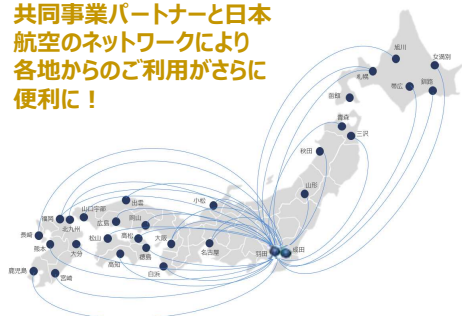 共同事業パートナーと日本
航空のネットワークにより
各地からのご利用がさらに
便利に！
旭川
女満別
札幌
帯広
釧路
函館
青森
三沢
秋田
山形
小松
出雲
山口宇部
岡山
福岡
広島
北九州
長崎
松山
高松
大阪
名古屋
羽田
成田
熊本
大分
徳島
高知
白浜
鹿児島
宮崎